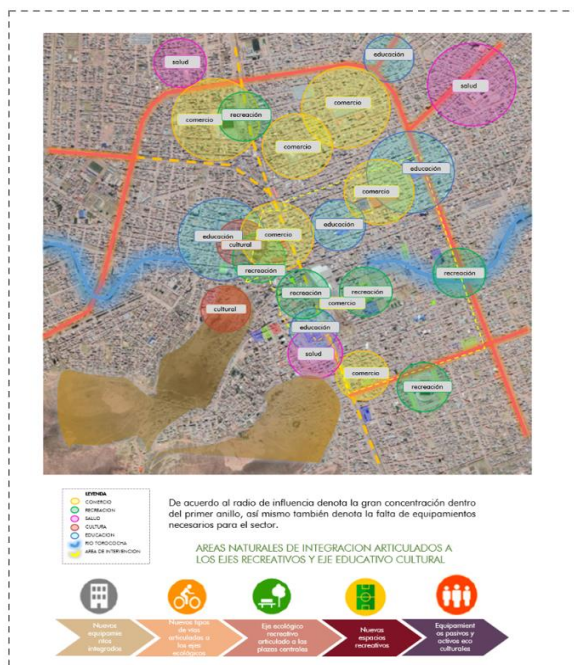 educación
salud
salud
comercio
comercio
recreación
comercio
educación
comercio
educación
educación
comercio
cultural
recreación
recreación
recreación
recreación
comercio
cultural
educación
salud
comercio
recreación
LEYENDA
COMERCIO
RECREACION
SALUD
CULTURA
EDUCACION
RIO TOROCOCHA
AREA DE INTERVENCION
De acuerdo al radio de influencia denota la gran concentración dentro
del primer anillo, así mismo también denota la falta de equipamientos
necesarios para el sector.
AREAS NATURALES DE INTEGRACION ARTICULADOS A
LOS EJES RECREATIVOS Y EJE EDUCATIVO CULTURAL
Nuevos
equipamie
ntos
integrados
Nuevos tipos
de vías
articuladas a
los ejes
ecológicos
Eje ecológico
recreativo
articulado a las
plazas centrales
Nuevos
espacios
recreativos
Equipamient
os pasivos y
activos eco
culturales